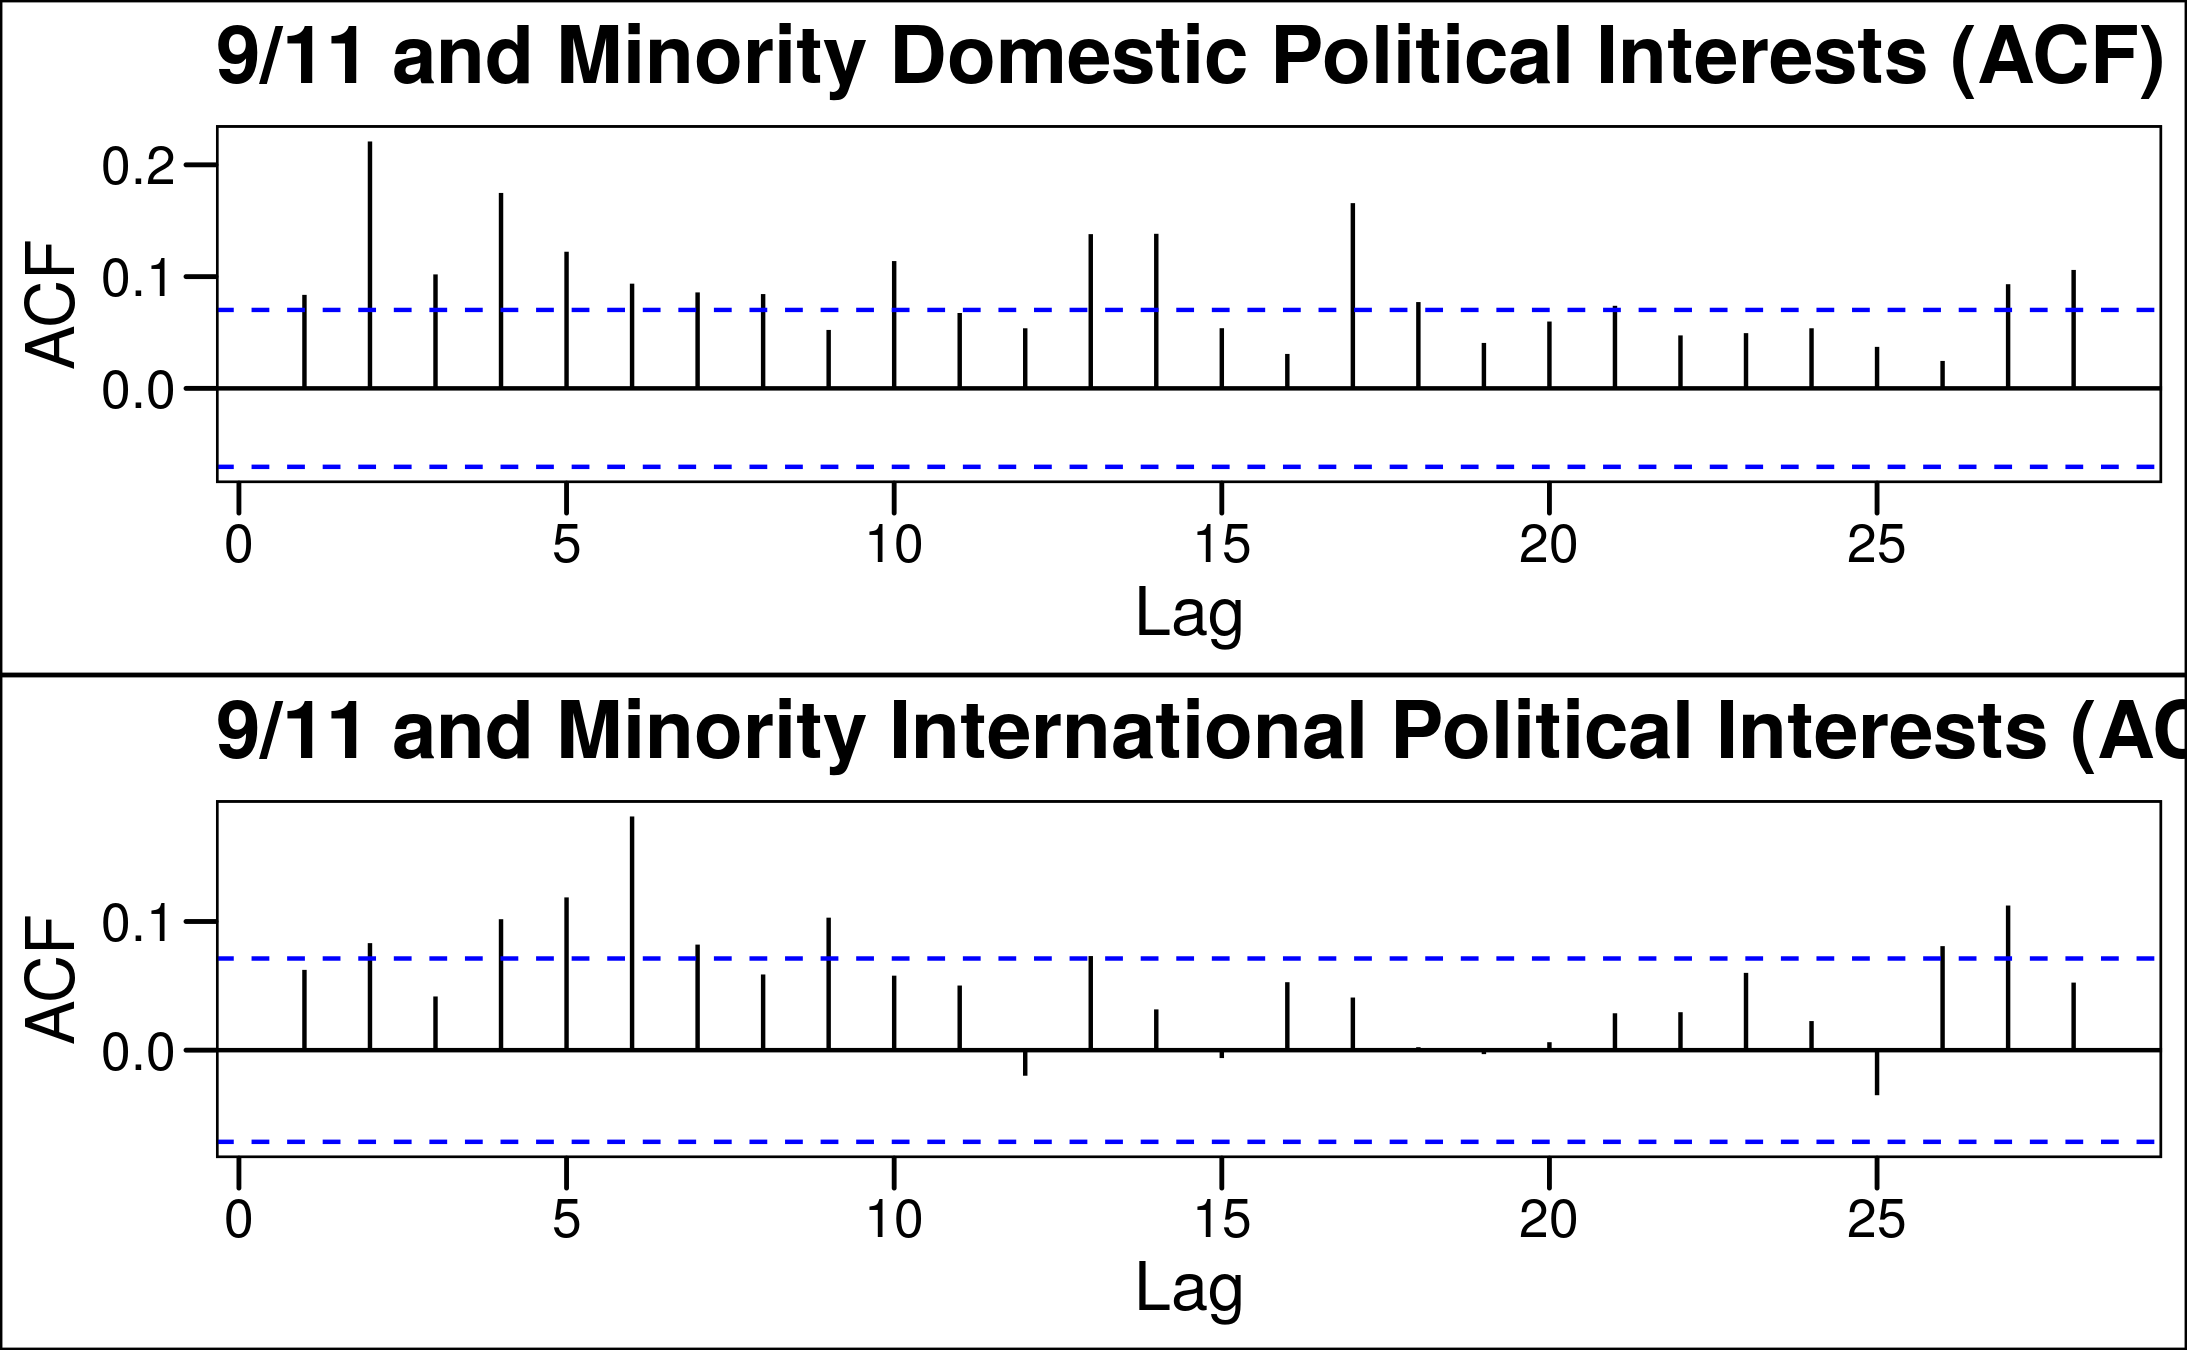 9/11 and Minority Domestic Political Interests (ACF)
ACF
0.2
0.1
0.0
0 5 10 15 20 25
Lag
9/11 and Minority International Political Interests (AC
ACF
0.1
0.0
0 5 10 15 20 25
Lag